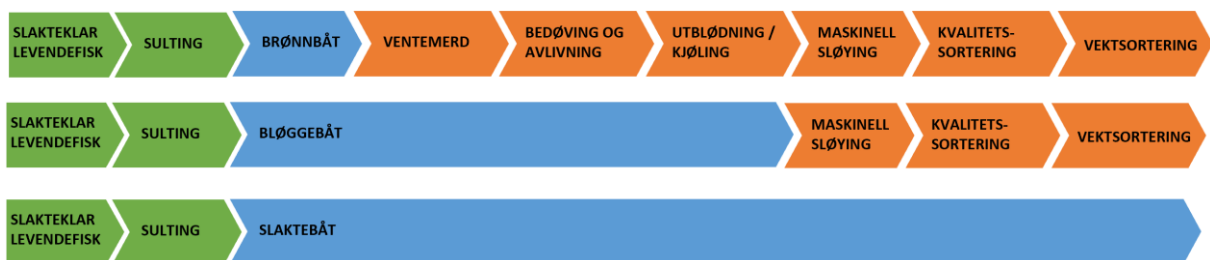 SLAKTEKLAR
LEVENDEFISK
SULTING
BRØNNBÅT
VENTEMERD
BEDØVING OG
AVLIVNING
UTBLØDNING /
KJØLING
MASKINELL
SLØYING
KVALITETS-
SORTERING
VEKTSORTERING
SLAKTEKLAR
LEVENDEFISK
SULTING
BLØGGEBÅT
MASKINELL
SLØYING
KVALITETS-
SORTERING
VEKTSORTERING
SLAKTEKLAR
LEVENDEFISK
SULTING
SLAKTEBÅT